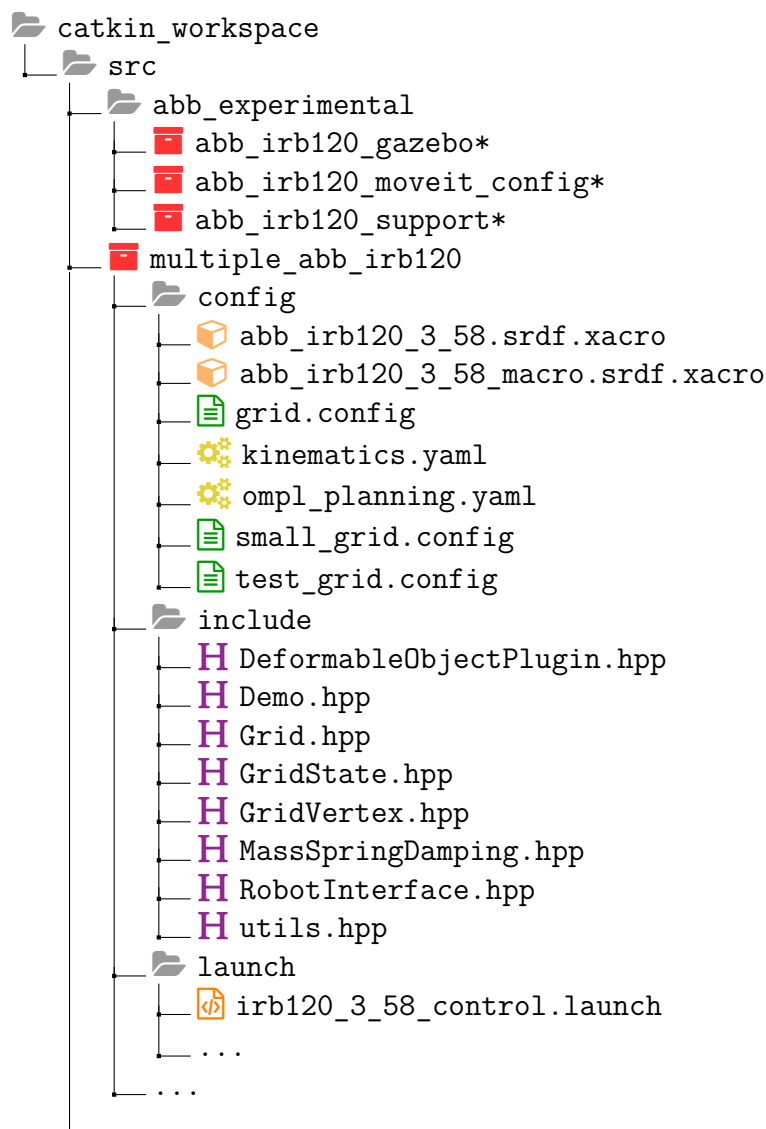 catkin_workspace
src
abb_experimental
abb_irb120_gazebo*
abb_irb120_moveit_config*
abb_irb120_support*
multiple_abb_irb120
config
abb_irb120_3_58.srdf.xacro
abb_irb120_3_58_macro.srdf.xacro
grid.config
kinematics.yaml
ompl_planning.yaml
small_grid.config
test_grid.config
include
H DeformableObjectPlugin.hpp
H Demo.hpp
H Grid.hpp
H GridState.hpp
H GridVertex.hpp
H MassSpringDamping.hpp
H RobotInterface.hpp
H utils.hpp
launch
irb120_3_58_control.launch
...
...